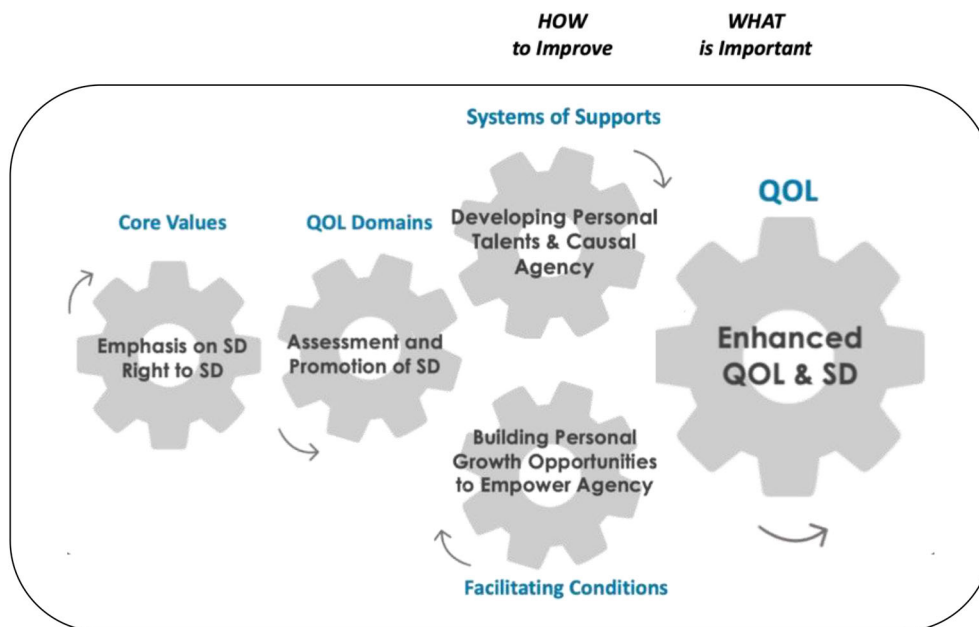 HOW
to Improve
WHAT
is Important
Systems of Supports
QOL
Core Values
QOL Domains
Developing Personal
Talents & Causal
Agency
Emphasis on SD
Right to SD
Assessment and
Promotion of SD
Enhanced
QOL & SD
Building Personal
Growth Opportunities
to Empower Agency
Facilitating Conditions